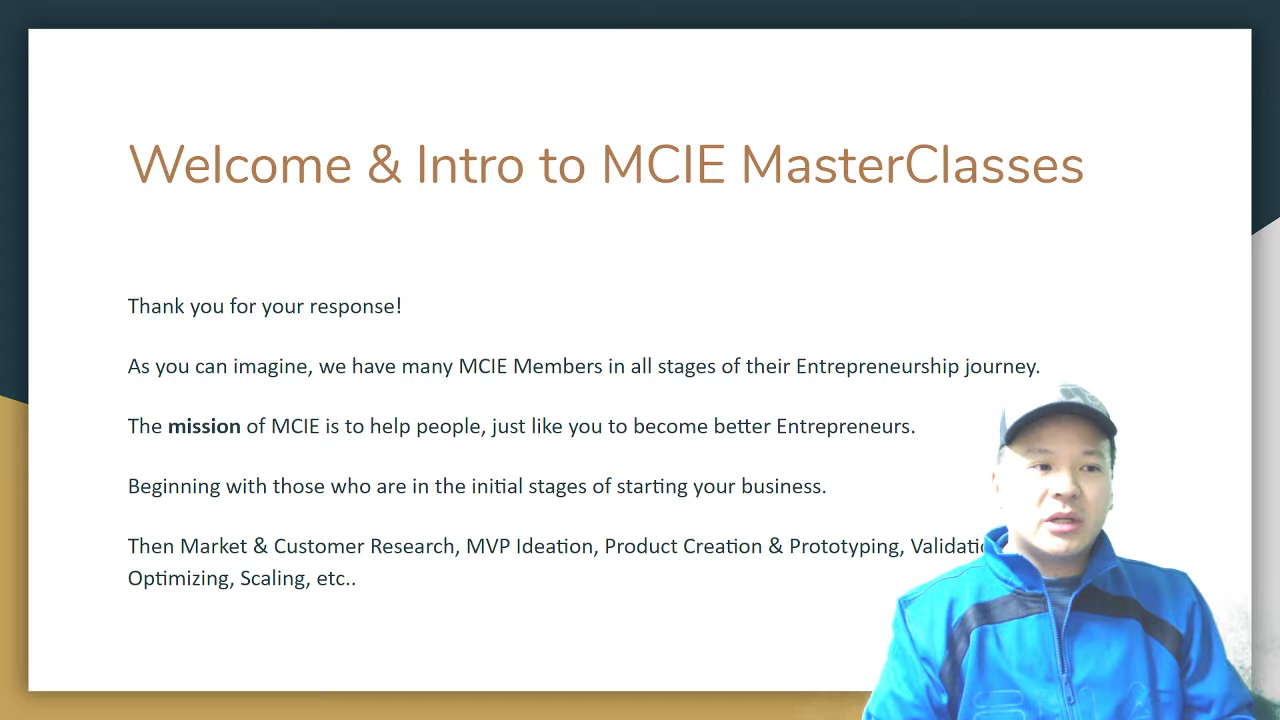 Welcome & Intro to MCIE MasterClasses
Thank you for your response!
As you can imagine, we have many MCIE Members in all stages of their Entrepreneurship journey.
The mission of MCIE is to help people, just like you to become better Entrepreneurs.
Beginning with those who are in the initial stages of starting your business.
Then Market & Customer Research, MVP Ideation, Product Creation & Prototyping,
Optimizing, Scaling, etc..